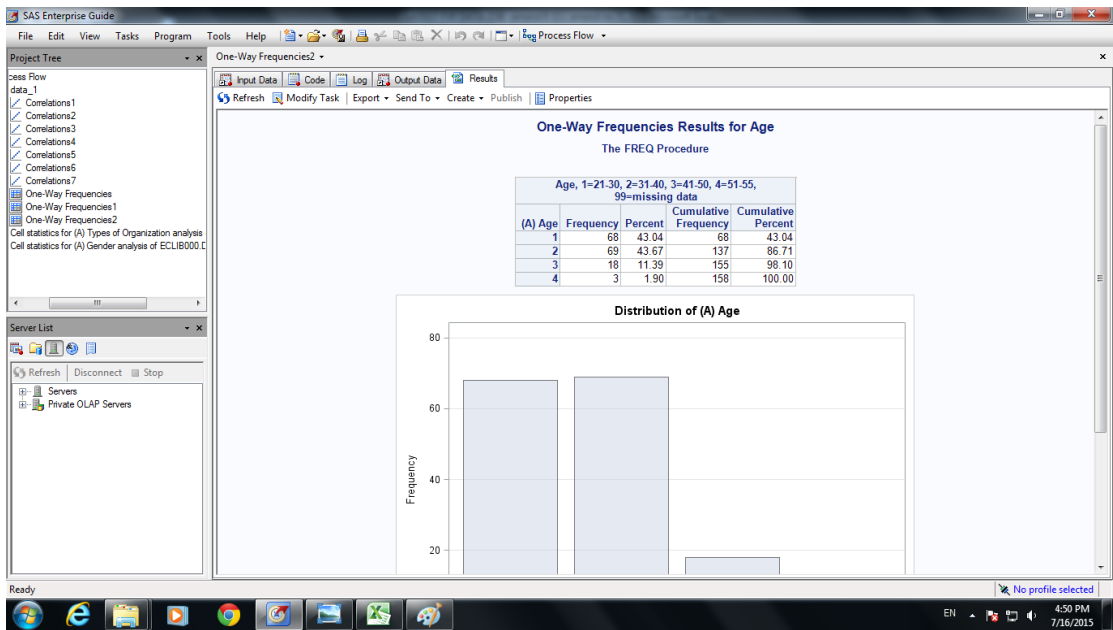 SAS Enterprise Guide
File Edit View Tasks Program Tools Help Process Flow
Project Tree
cess Flow
data_1
Correlations1
Correlations2
Correlations3
Correlations4
Correlations5
Correlations6
Correlations7
One-Way Frequencies
One-Way Frequencies1
One-Way Frequencies2
Cell statistics for (A) Types of Organization analysis
Cell statistics for (A) Gender analysis of ECLIB000.D
Server List
Refresh Disconnect Stop
Servers
Private OLAP Servers
One-Way Frequencies2
Input Data Code Log Output Data Results
Refresh Modify Task Export Send To Create Publish Properties
One-Way Frequencies Results for Age
The FREQ Procedure
Age, 1=21-30, 2=31-40, 3=41-50, 4=51-55,
99=missing data
(A) Age Frequency Percent Cumulative Frequency Cumulative Percent
1 68 43.04 68 43.04
2 69 43.67 137 86.71
3 18 11.39 155 98.10
4 3 1.90 158 100.00
Distribution of (A) Age
80
60
40
20
Frequency
Ready
No profile selected
EN
4:50 PM
7/16/2015